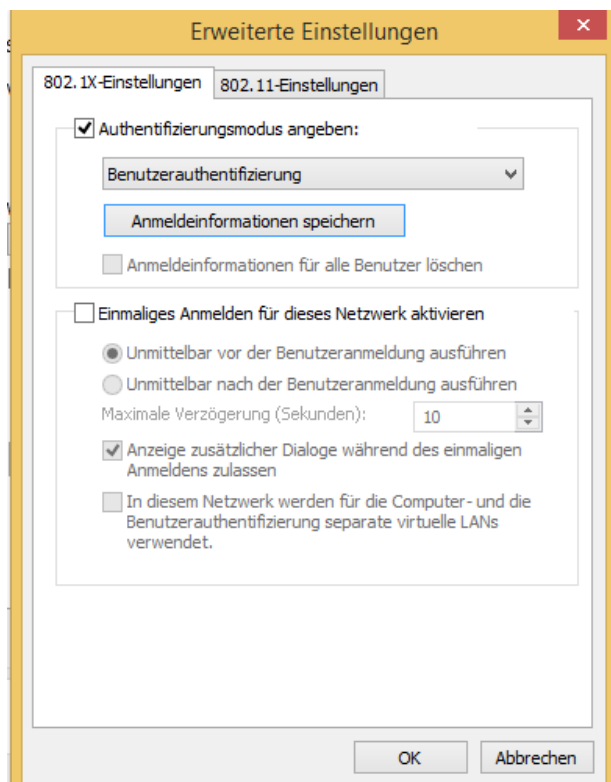 Erweiterte Einstellungen
802.1X-Einstellungen
802.11-Einstellungen
Authentifizierungsmodus angeben:
Benutzerauthentifizierung
Anmeldeinformationen speichern
Anmeldeinformationen für alle Benutzer löschen
Einmaliges Anmelden für dieses Netzwerk aktivieren
Unmittelbar vor der Benutzeranmeldung ausführen
Unmittelbar nach der Benutzeranmeldung ausführen
Maximale Verzögerung (Sekunden):
10
Anzeige zusätzlicher Dialoge während des einmaligen
Anmeldens zulassen
In diesem Netzwerk werden für die Computer- und die
Benutzerauthentifizierung separate virtuelle LANs
verwendet.
OK
Abbrechen